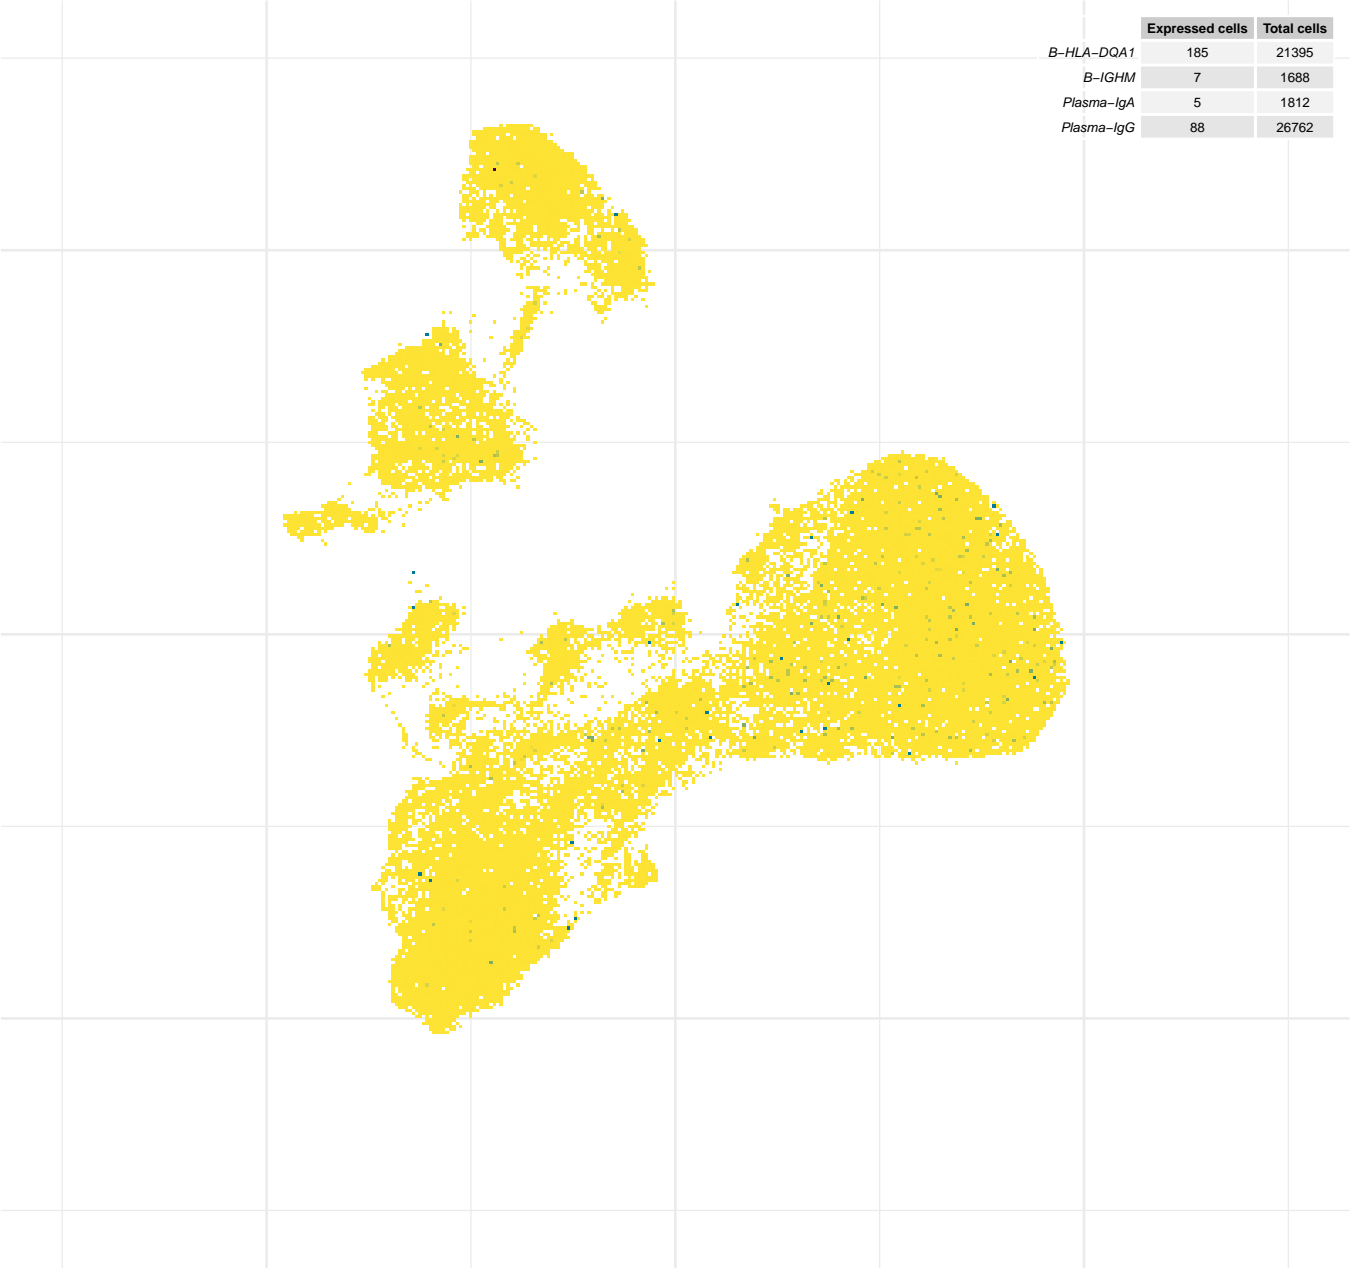 Expressed cells Total cells
B−HLA−DQA1 185 21395
B−IGHM 7 1688
Plasma−IgA 5 1812
Plasma−IgG 88 26762